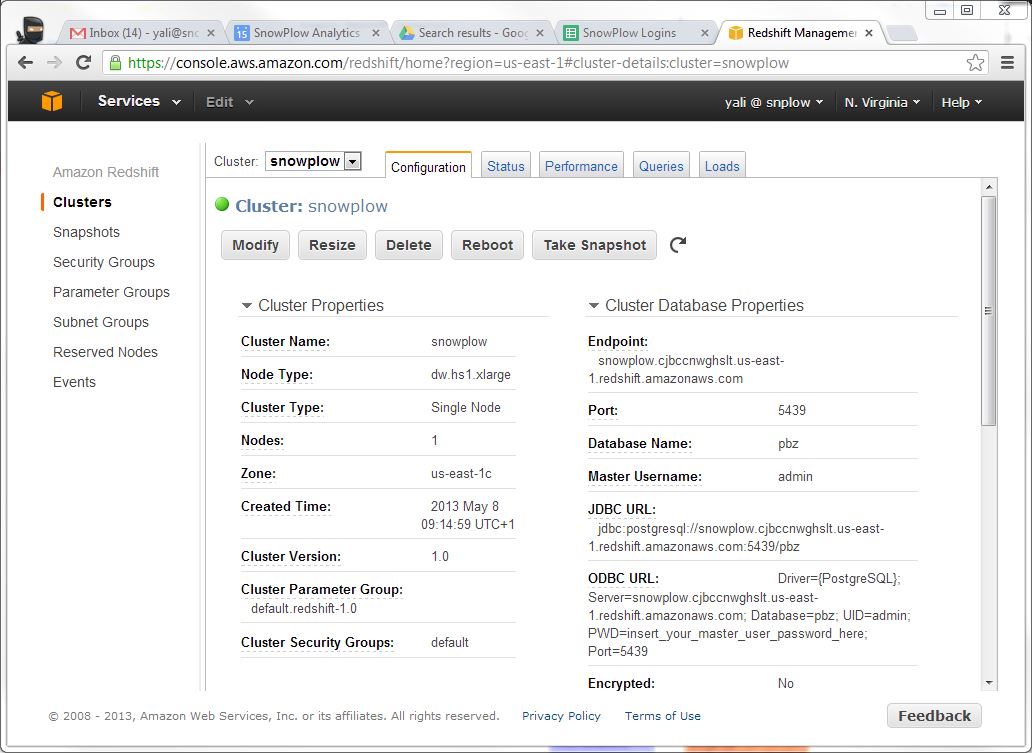 Inbox (14) - yali@sno
SnowPlow Analytics
Search results - Goog
SnowPlow Logins
Redshift Managemen
https://console.aws.amazon.com/redshift/home?region=us-east-1#cluster-details:cluster=snowplow
Services Edit yali @ snplow N. Virginia Help
Amazon Redshift
Clusters
Snapshots
Security Groups
Parameter Groups
Subnet Groups
Reserved Nodes
Events
Cluster: snowplow
Configuration Status Performance Queries Loads
Cluster: snowplow
Modify Resize Delete Reboot Take Snapshot
Cluster Properties
Cluster Name: snowplow
Node Type: dw.hs1.xlarge
Cluster Type: Single Node
Nodes: 1
Zone: us-east-1c
Created Time: 2013 May 8
09:14:59 UTC+1
Cluster Version: 1.0
Cluster Parameter Group:
default.redshift-1.0
Cluster Security Groups: default
Cluster Database Properties
Endpoint:
snowplow.cjbccnwghslt.us-east-
1.redshift.amazonaws.com
Port: 5439
Database Name: pbz
Master Username: admin
JDBC URL:
jdbc:postgresql://snowplow.cjbccnwghslt.us-east-
1.redshift.amazonaws.com:5439/pbz
ODBC URL: Driver={PostgreSQL};
Server=snowplow.cjbccnwghslt.us-east-
1.redshift.amazonaws.com; Database=pbz; UID=admin;
PWD=insert_your_master_user_password_here;
Port=5439
Encrypted: No
© 2008 - 2013, Amazon Web Services, Inc. or its affiliates. All rights reserved. Privacy Policy Terms of Use
Feedback